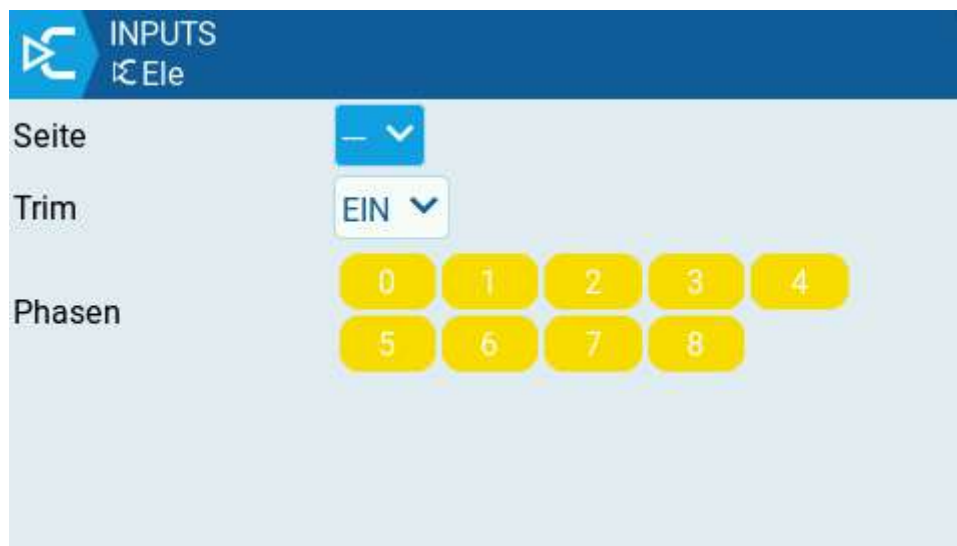 INPUTS
Ele
Seite
—
Trim
EIN
Phasen
0 1 2 3 4
5 6 7 8